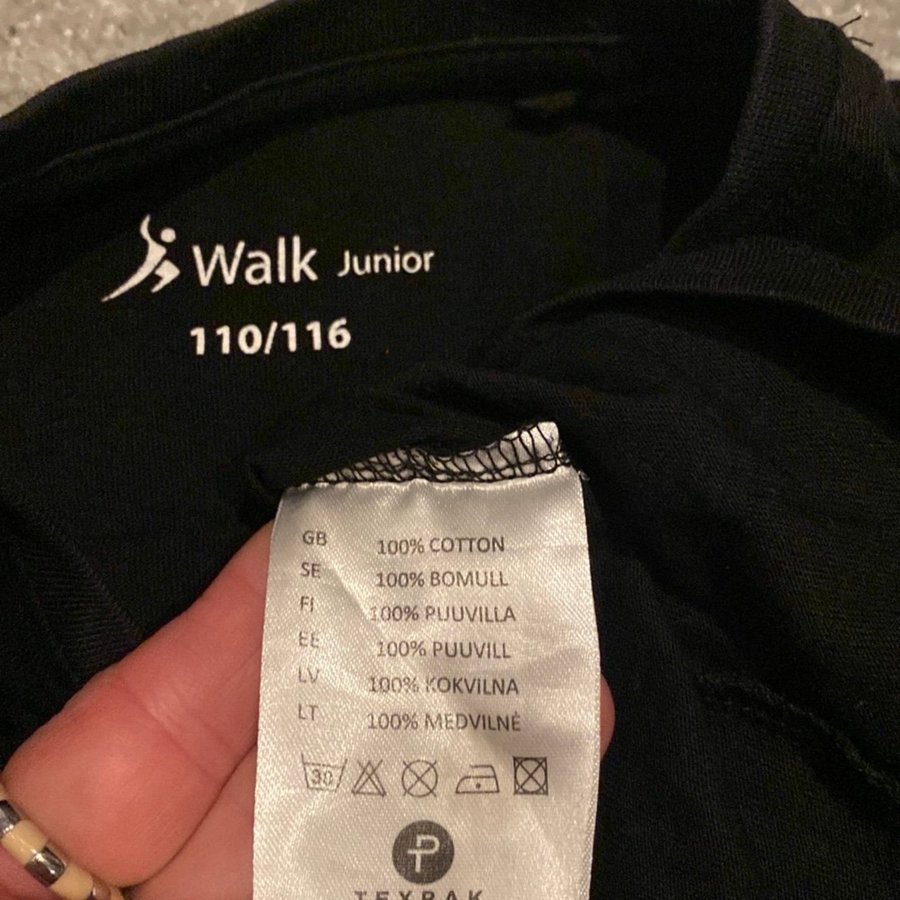 Walk Junior
110/116
GB 100% COTTON
SE 100% BOMULL
FI 100% PUUVILLA
EE 100% PUUVILL
LV 100% KOKVILNA
LT 100% MEDVILNĖ
30
TEXPAK